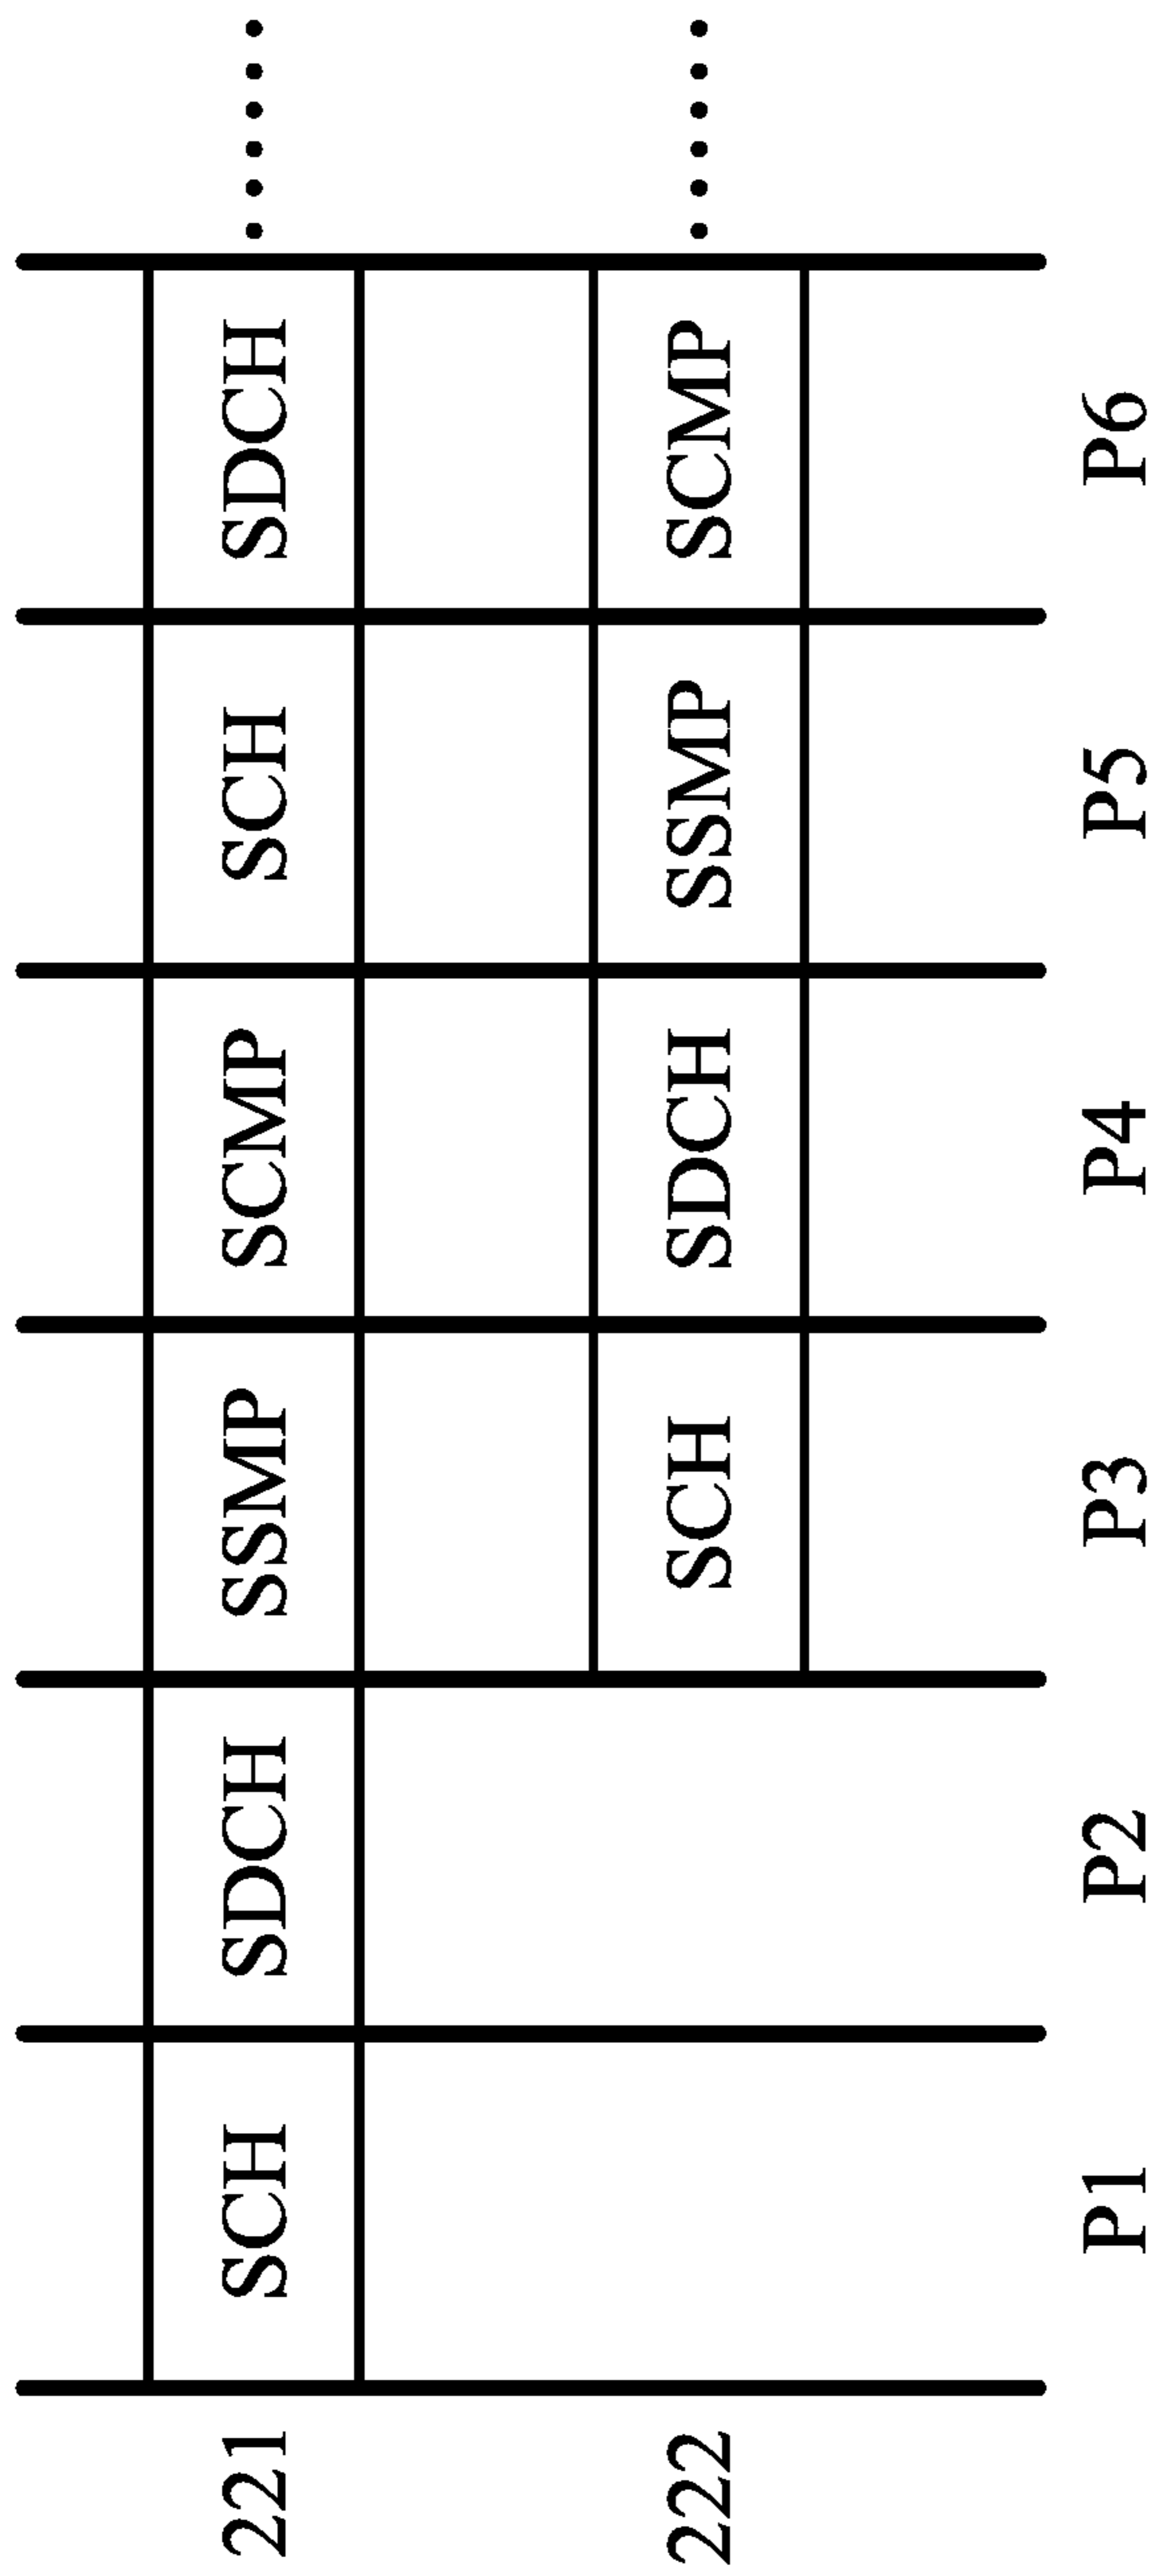 221 SCH SDCH SSMP SCMP SCH SDCH ......
222 SCH SDCH SSMP SCMP ......
P1 P2 P3 P4 P5 P6